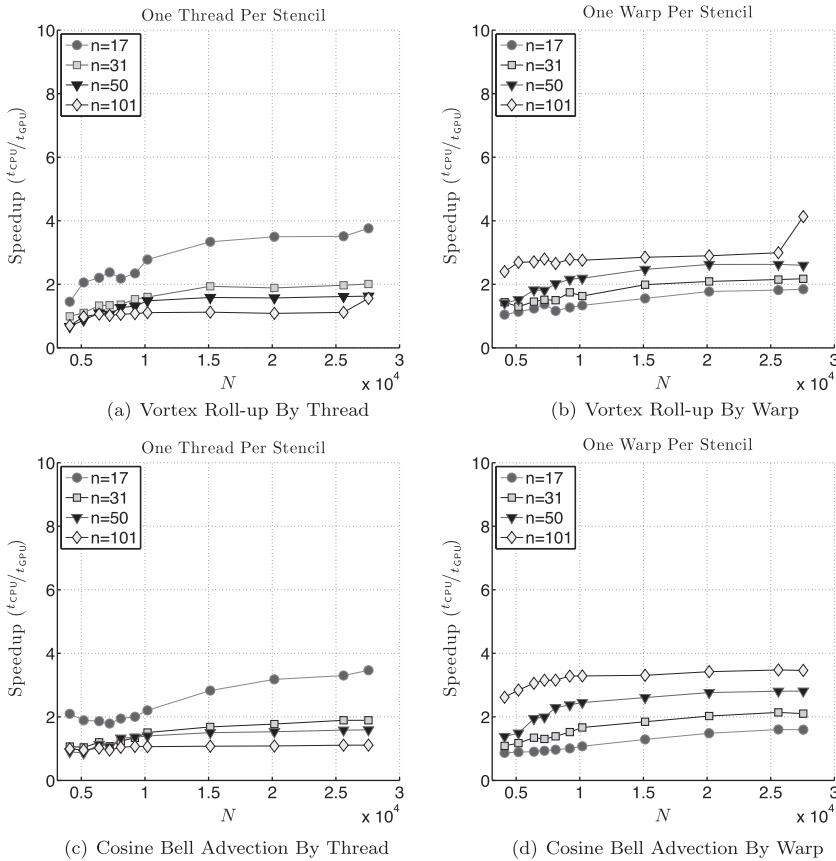 One Thread Per Stencil
10
8
6
4
2
0
Speedup (tCPU/tGPU)
n=17
n=31
n=50
n=101
0.5
1
1.5
2
2.5
3
N
x 10^4
(a) Vortex Roll-up By Thread
One Warp Per Stencil
10
8
6
4
2
0
Speedup (tCPU/tGPU)
n=17
n=31
n=50
n=101
0.5
1
1.5
2
2.5
3
N
x 10^4
(b) Vortex Roll-up By Warp
One Thread Per Stencil
10
8
6
4
2
0
Speedup (tCPU/tGPU)
n=17
n=31
n=50
n=101
0.5
1
1.5
2
2.5
3
N
x 10^4
(c) Cosine Bell Advection By Thread
One Warp Per Stencil
10
8
6
4
2
0
Speedup (tCPU/tGPU)
n=17
n=31
n=50
n=101
0.5
1
1.5
2
2.5
3
N
x 10^4
(d) Cosine Bell Advection By Warp